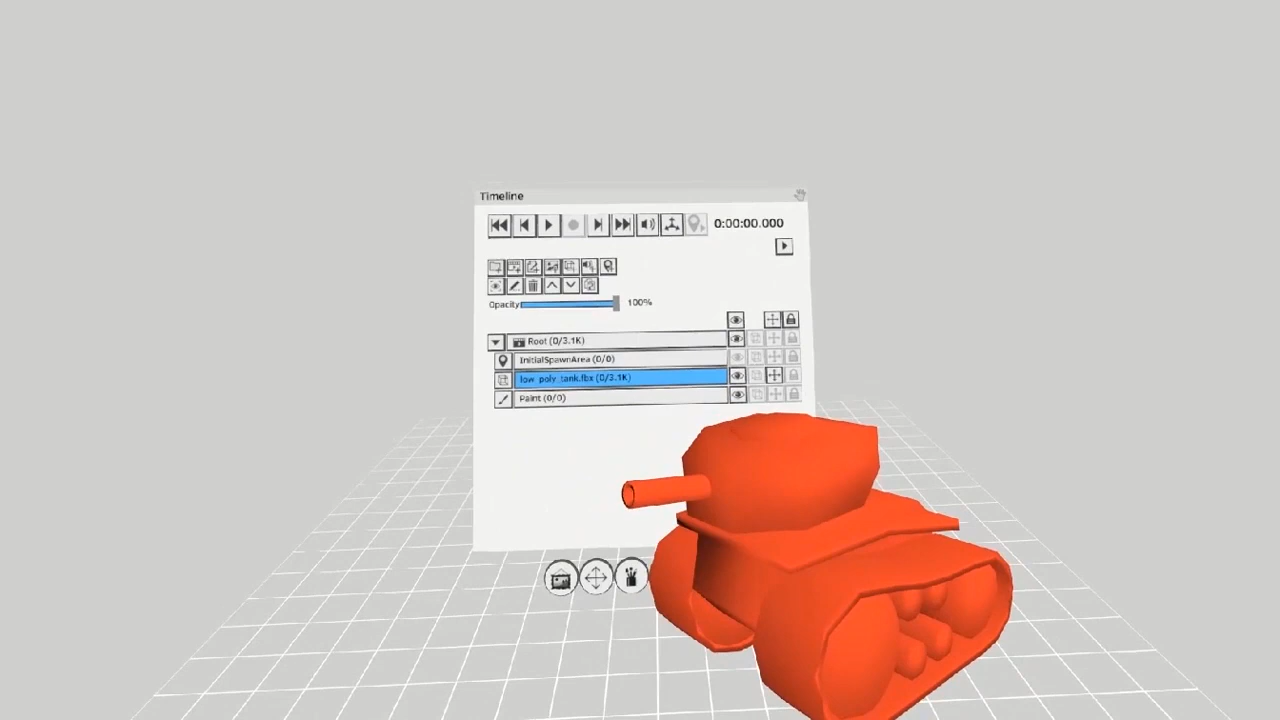 Timeline
0:00:00.000
Opacity 100%
Root (0/3.1K)
InitialSpawnArea (0/0)
low_poly_tank.fbx (0/3.1K)
Paint (0/0)